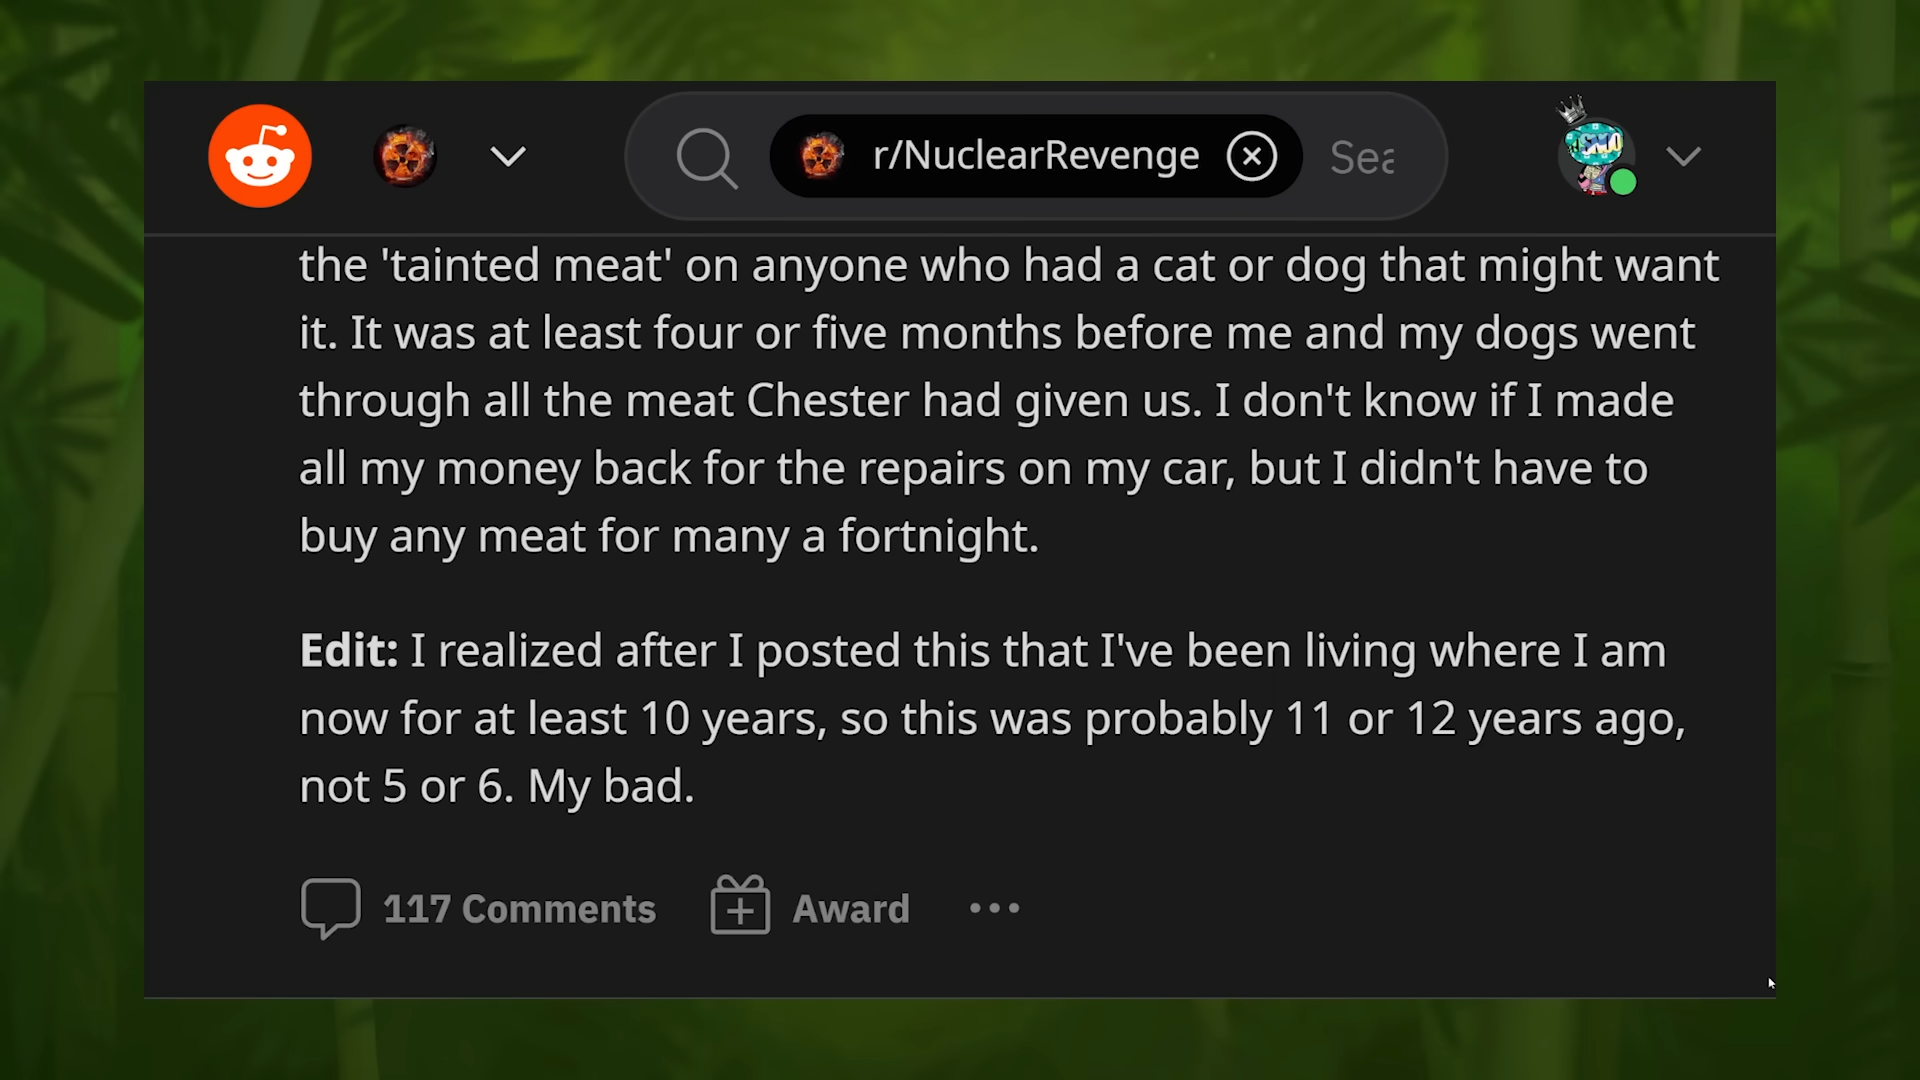 r/NuclearRevenge
Sea
the 'tainted meat' on anyone who had a cat or dog that might want
it. It was at least four or five months before me and my dogs went
through all the meat Chester had given us. I don't know if I made
all my money back for the repairs on my car, but I didn't have to
buy any meat for many a fortnight.
Edit: I realized after I posted this that I've been living where I am
now for at least 10 years, so this was probably 11 or 12 years ago,
not 5 or 6. My bad.
117 Comments
Award